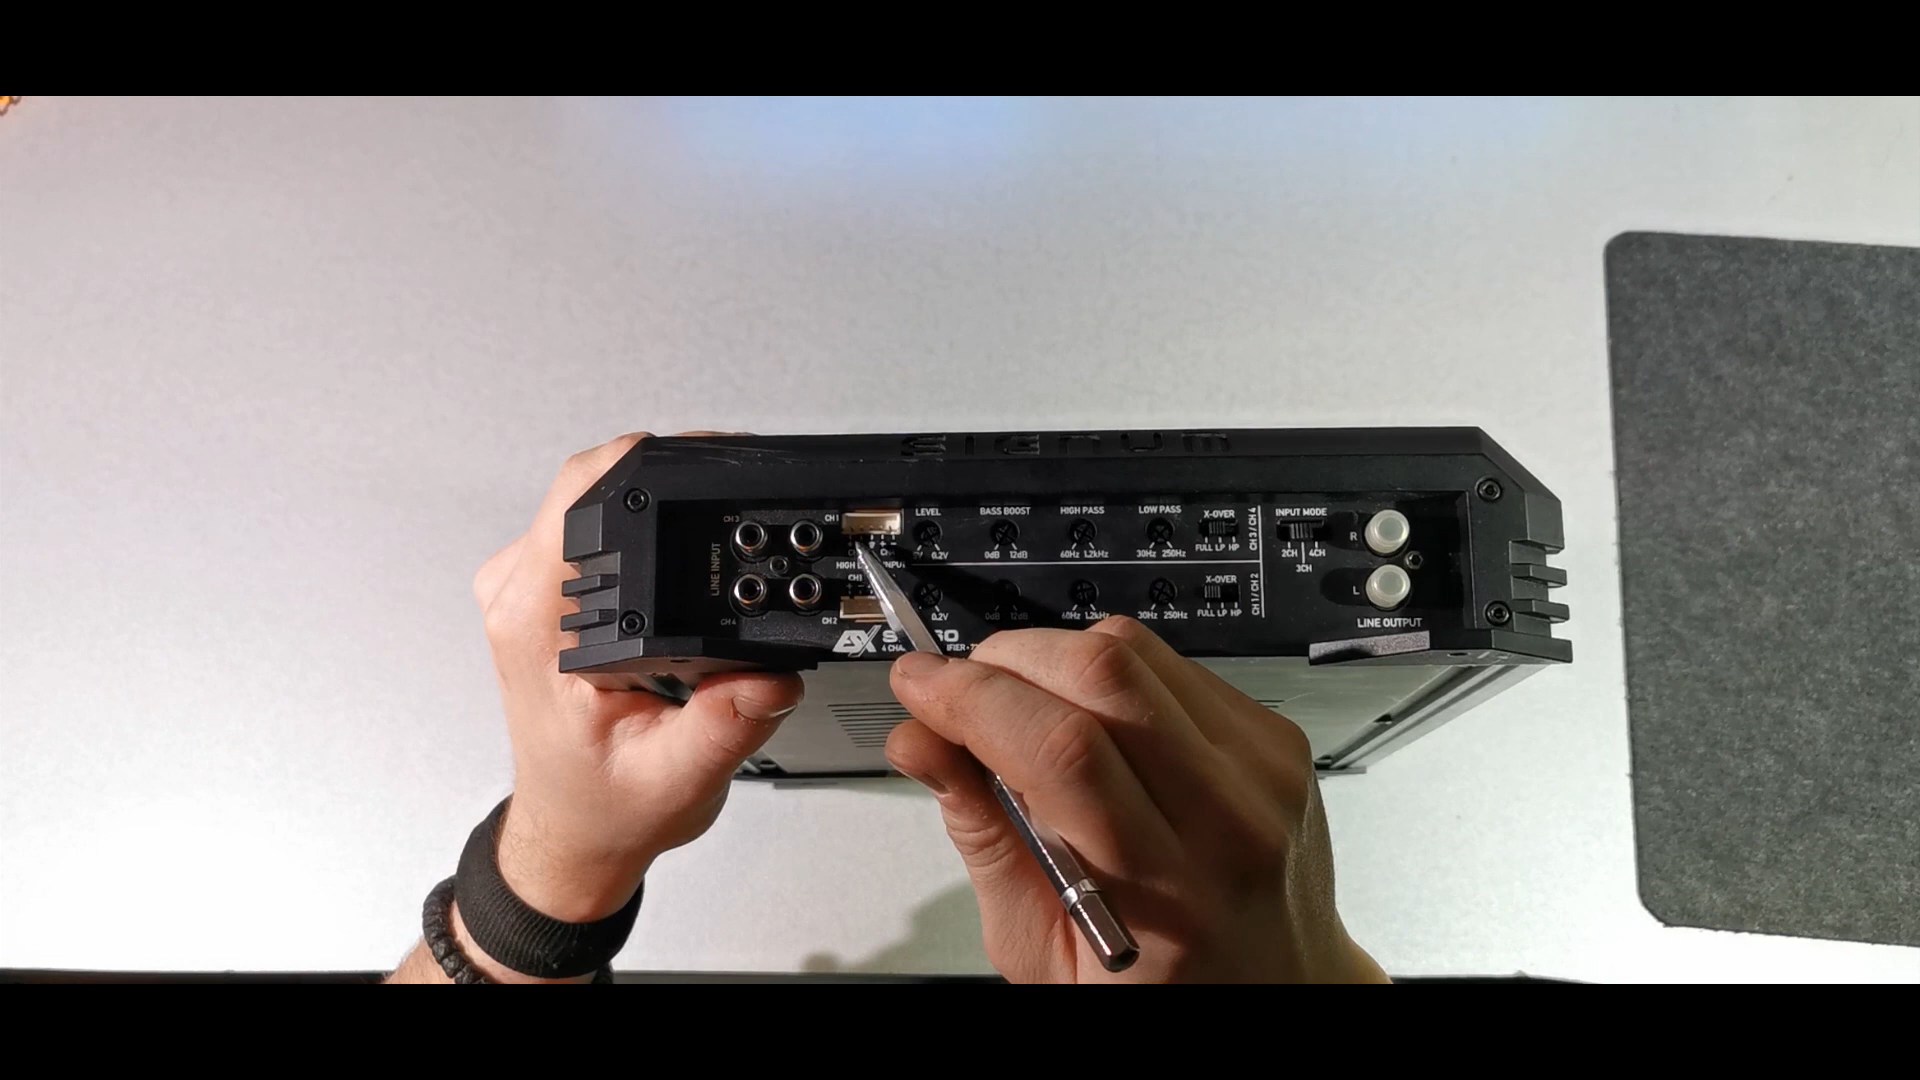 signum
CH 3
CH 1
LEVEL
BASS BOOST
HIGH PASS
LOW PASS
X-OVER
CH 3 / CH 4
INPUT MODE
0.2V
0dB 12dB
60Hz 1.2kHz
30Hz 250Hz
FULL LP HP
2CH 4CH
3CH
R
LINE INPUT
HIGH INPUT
CH1
X-OVER
CH 1 / CH 2
L
CH 4
CH 2
0.2V
0dB 12dB
60Hz 1.2kHz
30Hz 250Hz
FULL LP HP
LINE OUTPUT
ESX